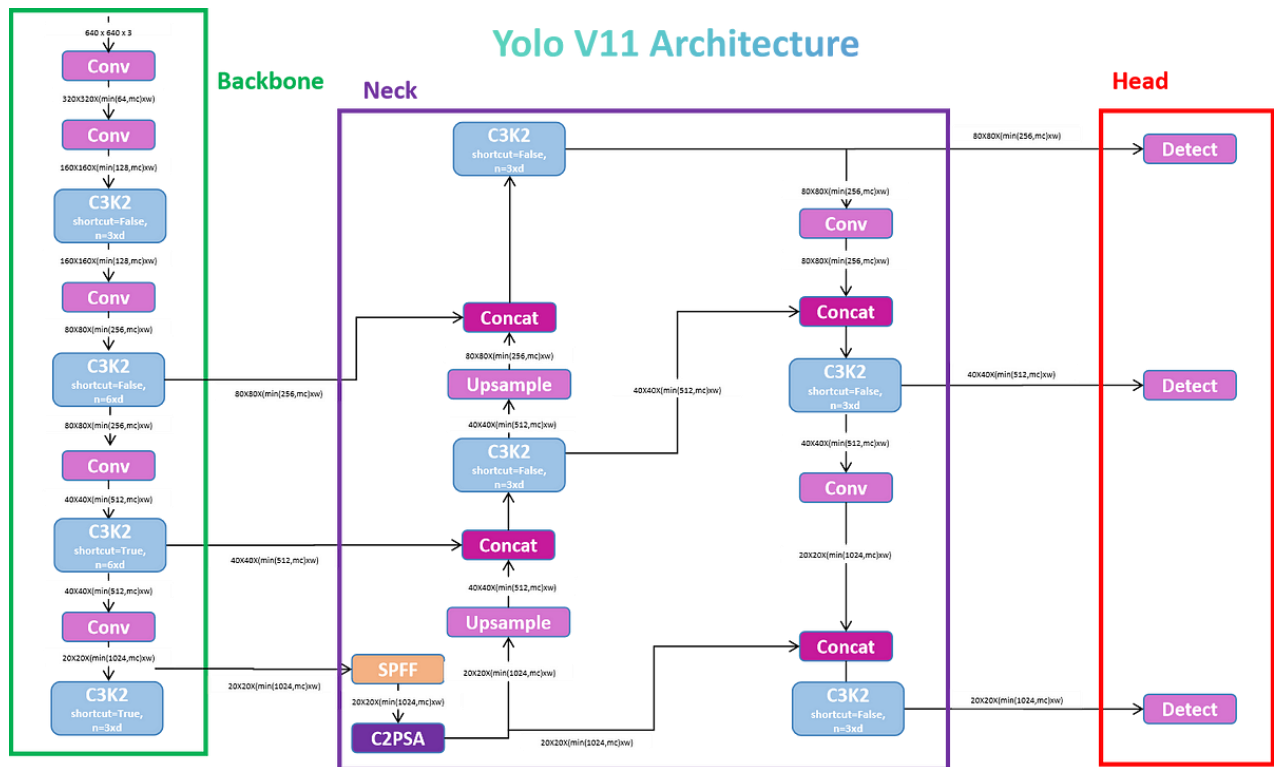 Yolo V11 Architecture
Backbone
640 x 640 x 3
Conv
320X320X(min(64,mc)xw)
Conv
160X160X(min(128,mc)xw)
C3K2
shortcut=False,
n=3xd
160X160X(min(128,mc)xw)
Conv
80X80X(min(256,mc)xw)
C3K2
shortcut=False,
n=6xd
80X80X(min(256,mc)xw)
80X80X(min(256,mc)xw)
Conv
40X40X(min(512,mc)xw)
C3K2
shortcut=True,
n=6xd
40X40X(min(512,mc)xw)
40X40X(min(512,mc)xw)
Conv
20X20X(min(1024,mc)xw)
20X20X(min(1024,mc)xw)
C3K2
shortcut=True,
n=3xd
Neck
C3K2
shortcut=False,
n=3xd
Concat
80X80X(min(256,mc)xw)
Upsample
40X40X(min(512,mc)xw)
C3K2
shortcut=False,
n=3xd
Concat
40X40X(min(512,mc)xw)
Upsample
20X20X(min(1024,mc)xw)
SPFF
20X20X(min(1024,mc)xw)
C2PSA
20X20X(min(1024,mc)xw)
40X40X(min(512,mc)xw)
80X80X(min(256,mc)xw)
80X80X(min(256,mc)xw)
Conv
80X80X(min(256,mc)xw)
Concat
C3K2
shortcut=False,
n=3xd
40X40X(min(512,mc)xw)
40X40X(min(512,mc)xw)
Conv
20X20X(min(1024,mc)xw)
Concat
C3K2
shortcut=False,
n=3xd
20X20X(min(1024,mc)xw)
Head
Detect
Detect
Detect